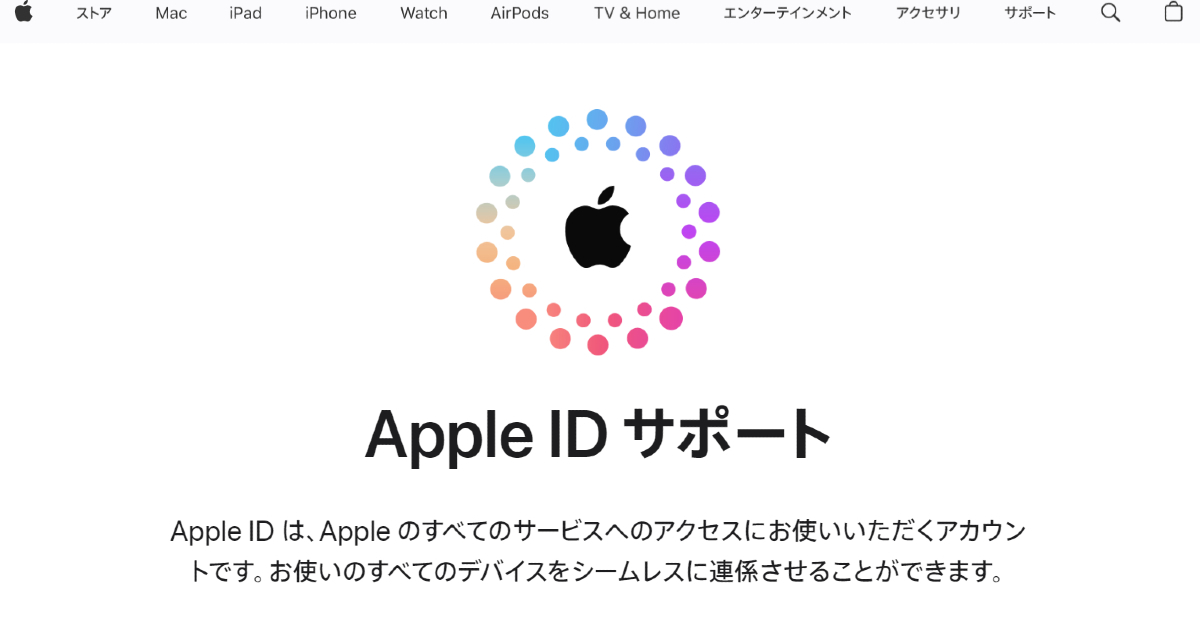 ストア Mac iPad iPhone Watch AirPods TV & Home エンターテインメント アクセサリ サポート
Apple ID サポート
Apple ID は、Apple のすべてのサービスへのアクセスにお使いいただくアカウン
トです。お使いのすべてのデバイスをシームレスに連係させることができます。